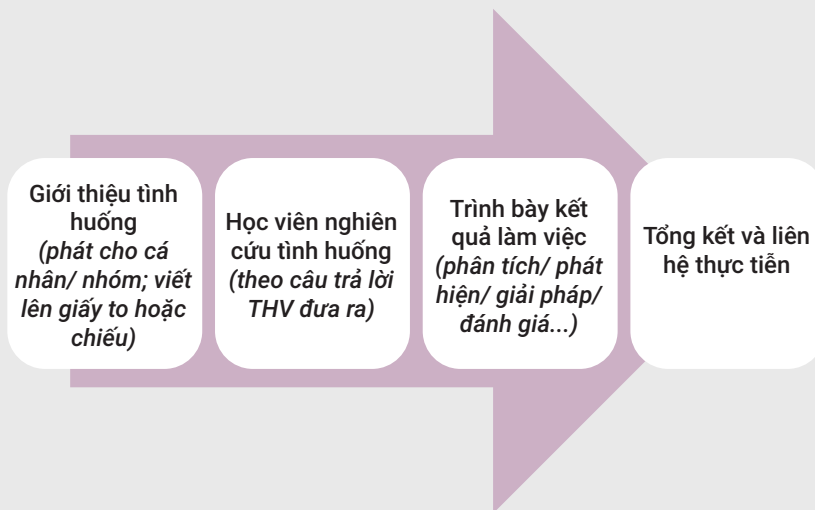 Giới thiệu tình
huống
(phát cho cá
nhân/ nhóm; viết
lên giấy to hoặc
chiếu)
Học viên nghiên
cứu tình huống
(theo câu trả lời
THV đưa ra)
Trình bày kết
quả làm việc
(phân tích/ phát
hiện/ giải pháp/
đánh giá...)
Tổng kết và liên
hệ thực tiễn